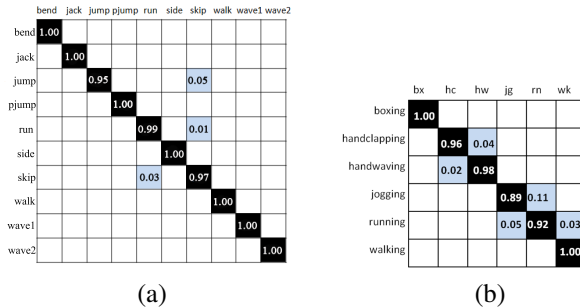 bend jack jump pjump run side skip walk wave1 wave2
bend 1.00
jack 1.00
jump 0.95 0.05
pjump 1.00
run 0.99 0.01
side 1.00
skip 0.03 0.97
walk 1.00
wave1 1.00
wave2 1.00
(a)
bx hc hw jg rn wk
boxing 1.00
handclapping 0.96 0.04
handwaving 0.02 0.98
jogging 0.89 0.11
running 0.05 0.92 0.03
walking 1.00
(b)